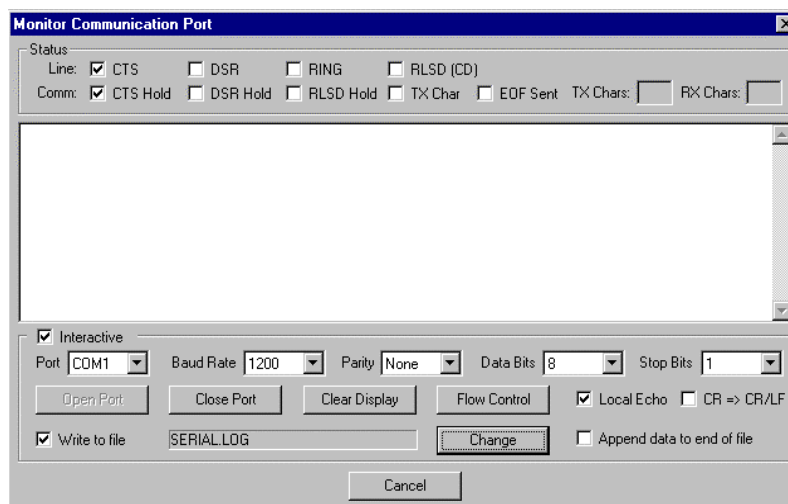 Monitor Communication Port
Status
Line: CTS DSR RING RLSD (CD)
Comm: CTS Hold DSR Hold RLSD Hold TX Char EOF Sent TX Chars: RX Chars:
Interactive
Port COM1 Baud Rate 1200 Parity None Data Bits 8 Stop Bits 1
Open Port Close Port Clear Display Flow Control Local Echo CR => CR/LF
Write to file SERIAL.LOG Change Append data to end of file
Cancel